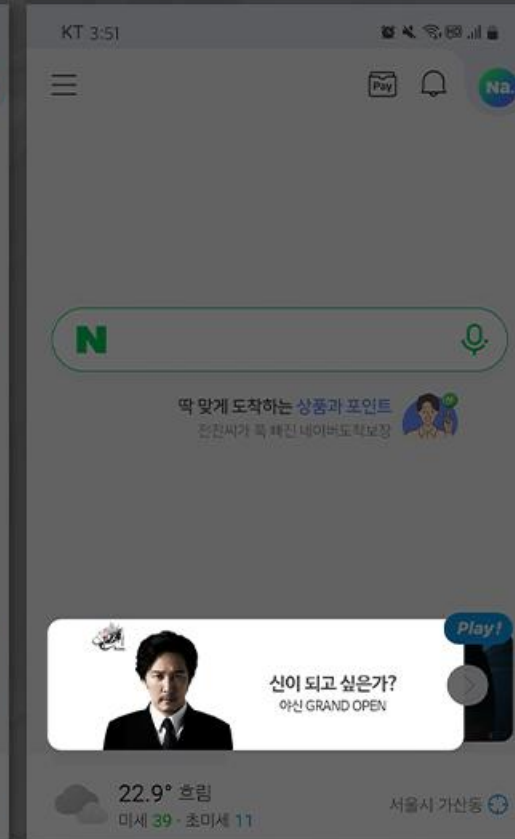 KT 3:51
Pay
Na.
N
딱 맞게 도착하는 상품과 포인트
전진씨가 푹 빠진 네이버도착보장
Play!
신이 되고 싶은가?
야신 GRAND OPEN
22.9° 흐림
미세 39 · 초미세 11
서울시 가산동